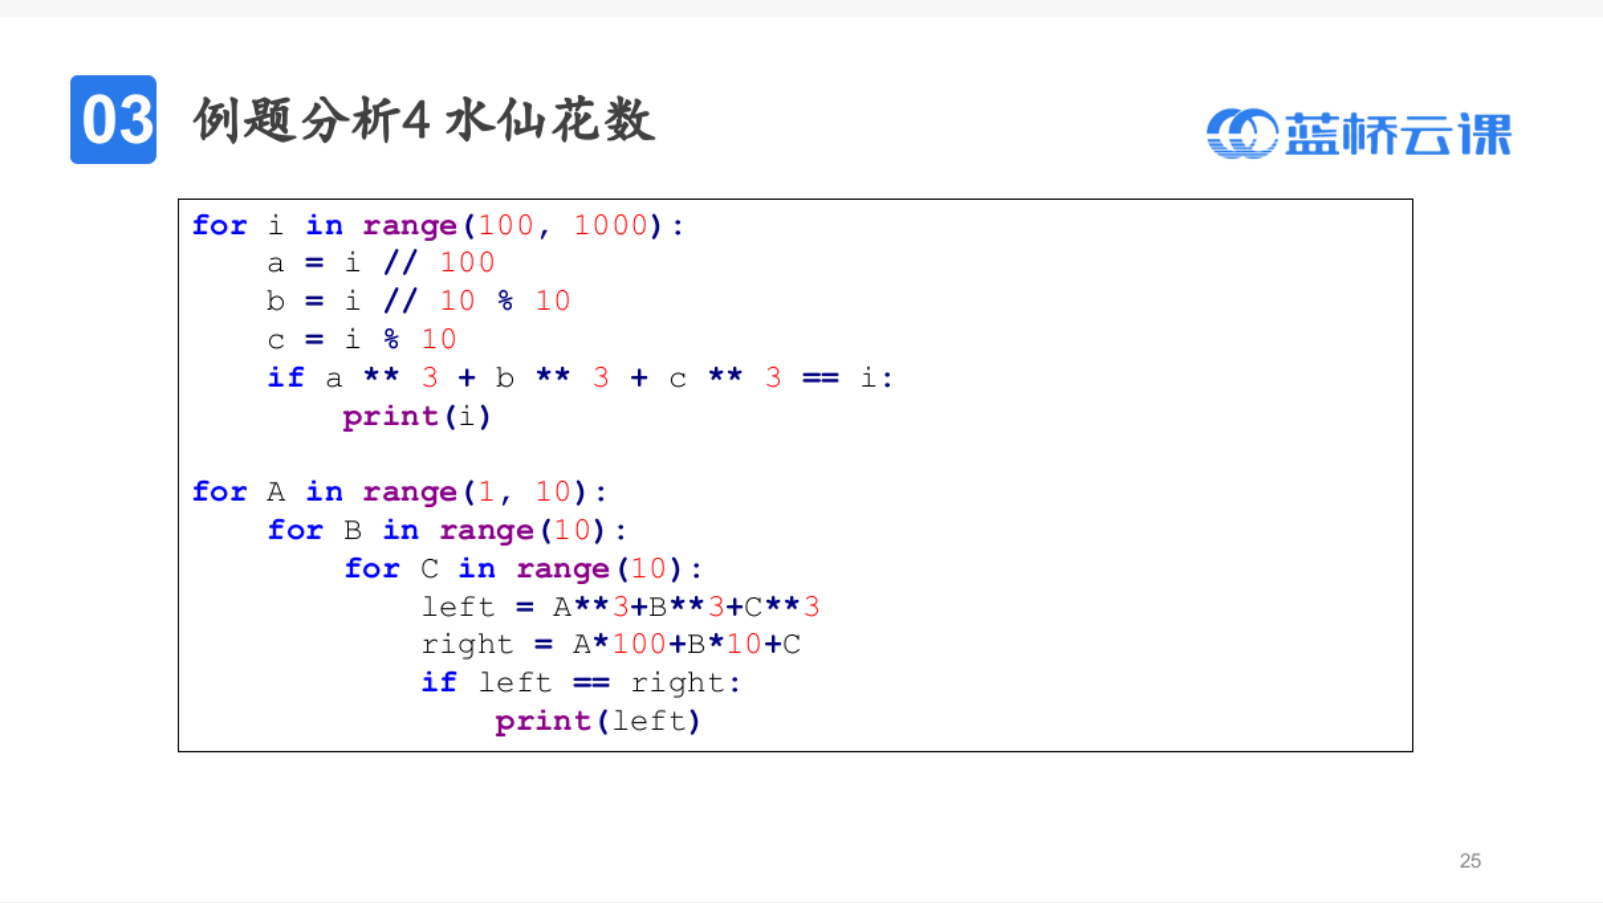 03 例题分析4 水仙花数
蓝桥云课
for i in range(100, 1000):
    a = i // 100
    b = i // 10 % 10
    c = i % 10
    if a ** 3 + b ** 3 + c ** 3 == i:
        print(i)

for A in range(1, 10):
    for B in range(10):
        for C in range(10):
            left = A**3+B**3+C**3
            right = A*100+B*10+C
            if left == right:
                print(left)
25